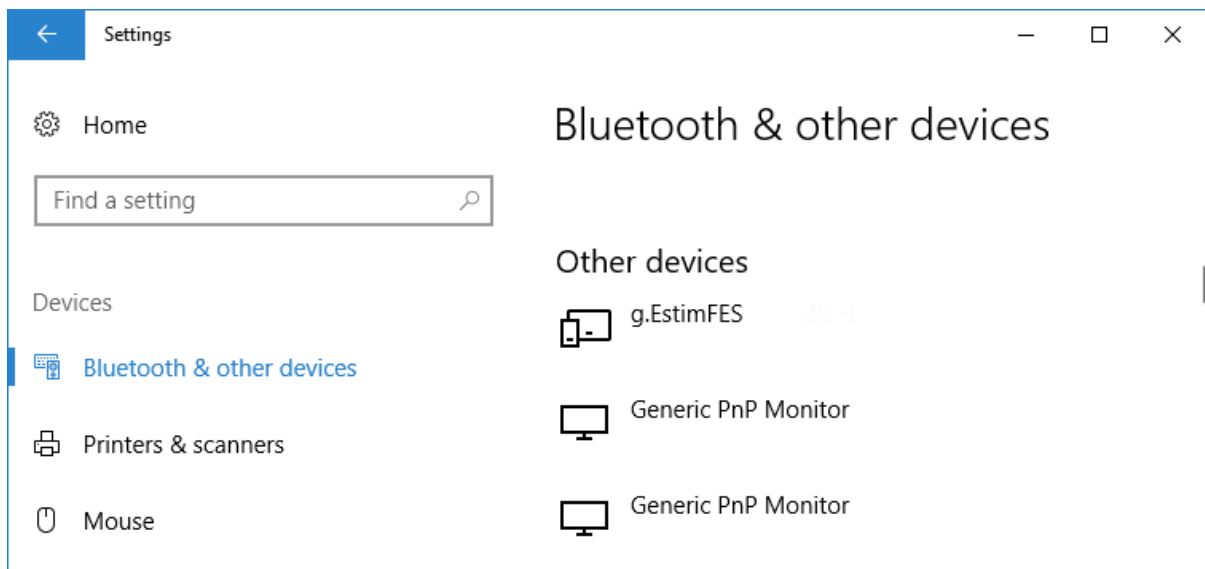 Settings
Home
Find a setting
Devices
Bluetooth & other devices
Printers & scanners
Mouse
Bluetooth & other devices
Other devices
g.EstimFES
Generic PnP Monitor
Generic PnP Monitor